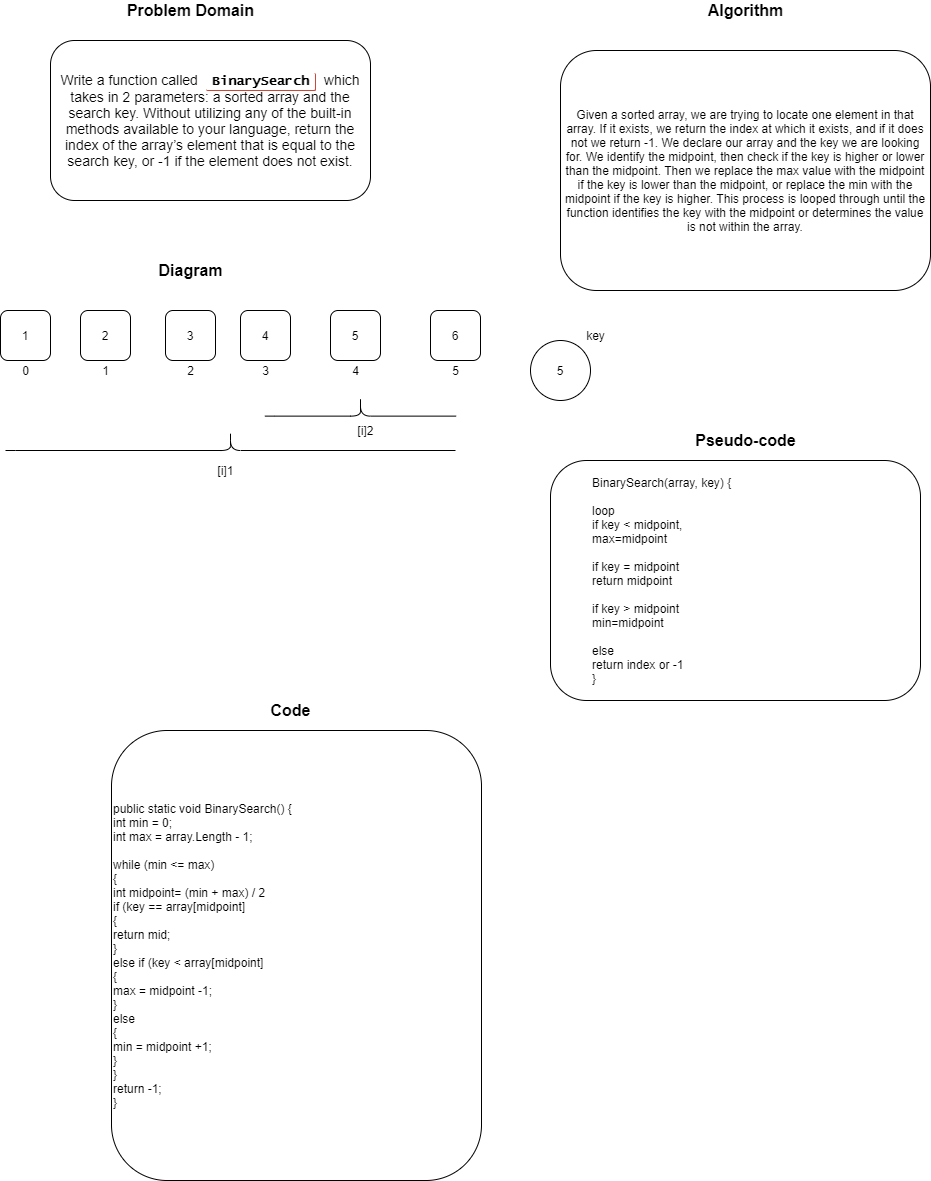 Problem Domain
Write a function called BinarySearch which
takes in 2 parameters: a sorted array and the
search key. Without utilizing any of the built-in
methods available to your language, return the
index of the array's element that is equal to the
search key, or -1 if the element does not exist.
Algorithm
Given a sorted array, we are trying to locate one element in that
array. If it exists, we return the index at which it exists, and if it does
not we return -1. We declare our array and the key we are looking
for. We identify the midpoint, then check if the key is higher or lower
than the midpoint. Then we replace the max value with the midpoint
if the key is lower than the midpoint, or replace the min with the
midpoint if the key is higher. This process is looped through until the
function identifies the key with the midpoint or determines the value
is not within the array.
Diagram
1 2 3 4 5 6
0 1 2 3 4 5
key
5
[i]2
[i]1
Pseudo-code
BinarySearch(array, key) {
loop
if key < midpoint,
max=midpoint
if key = midpoint
return midpoint
if key > midpoint
min=midpoint
else
return index or -1
}
Code
public static void BinarySearch() {
int min = 0;
int max = array.Length - 1;
while (min <= max)
{
int midpoint= (min + max) / 2
if (key == array[midpoint]
{
return mid;
}
else if (key < array[midpoint]
{
max = midpoint -1;
}
else
{
min = midpoint +1;
}
}
return -1;
}